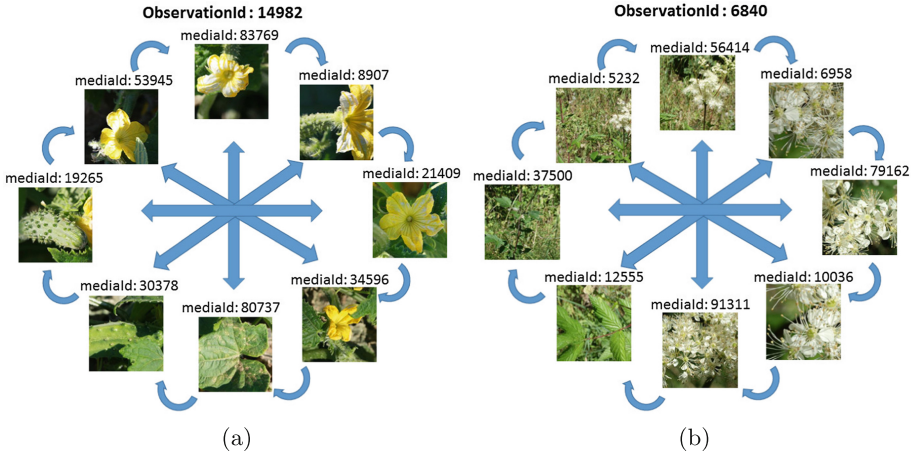 ObservationId : 14982
mediaId: 83769
mediaId: 53945
mediaId: 8907
mediaId: 19265
mediaId: 21409
mediaId: 30378
mediaId: 80737
mediaId: 34596
(a)
ObservationId : 6840
mediaId: 56414
mediaId: 5232
mediaId: 6958
mediaId: 37500
mediaId: 79162
mediaId: 12555
mediaId: 91311
mediaId: 10036
(b)